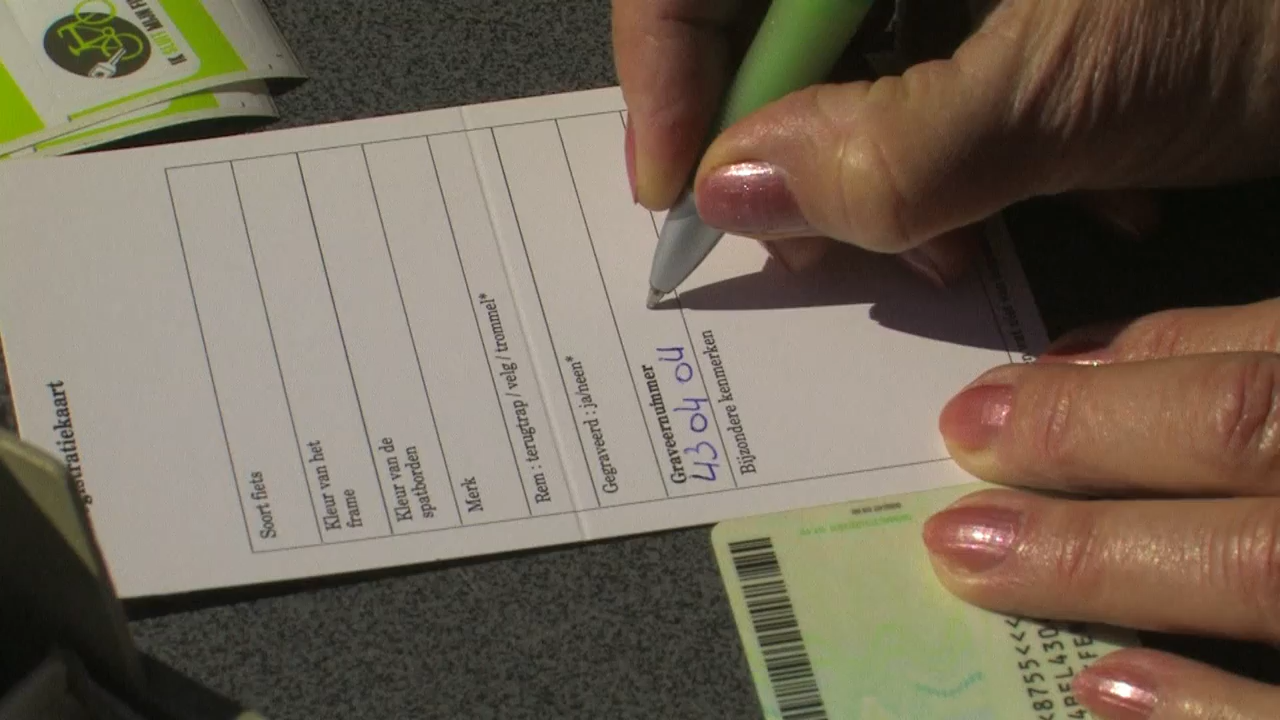 gistratiekaart
Soort fiets
Kleur van het
frame
Kleur van de
spatborden
Merk
Rem : terugtrap / velg / trommel*
Gegraveerd : ja/neen*
Graveernummer
43 04 04
Bijzondere kenmerken
<8755<<<